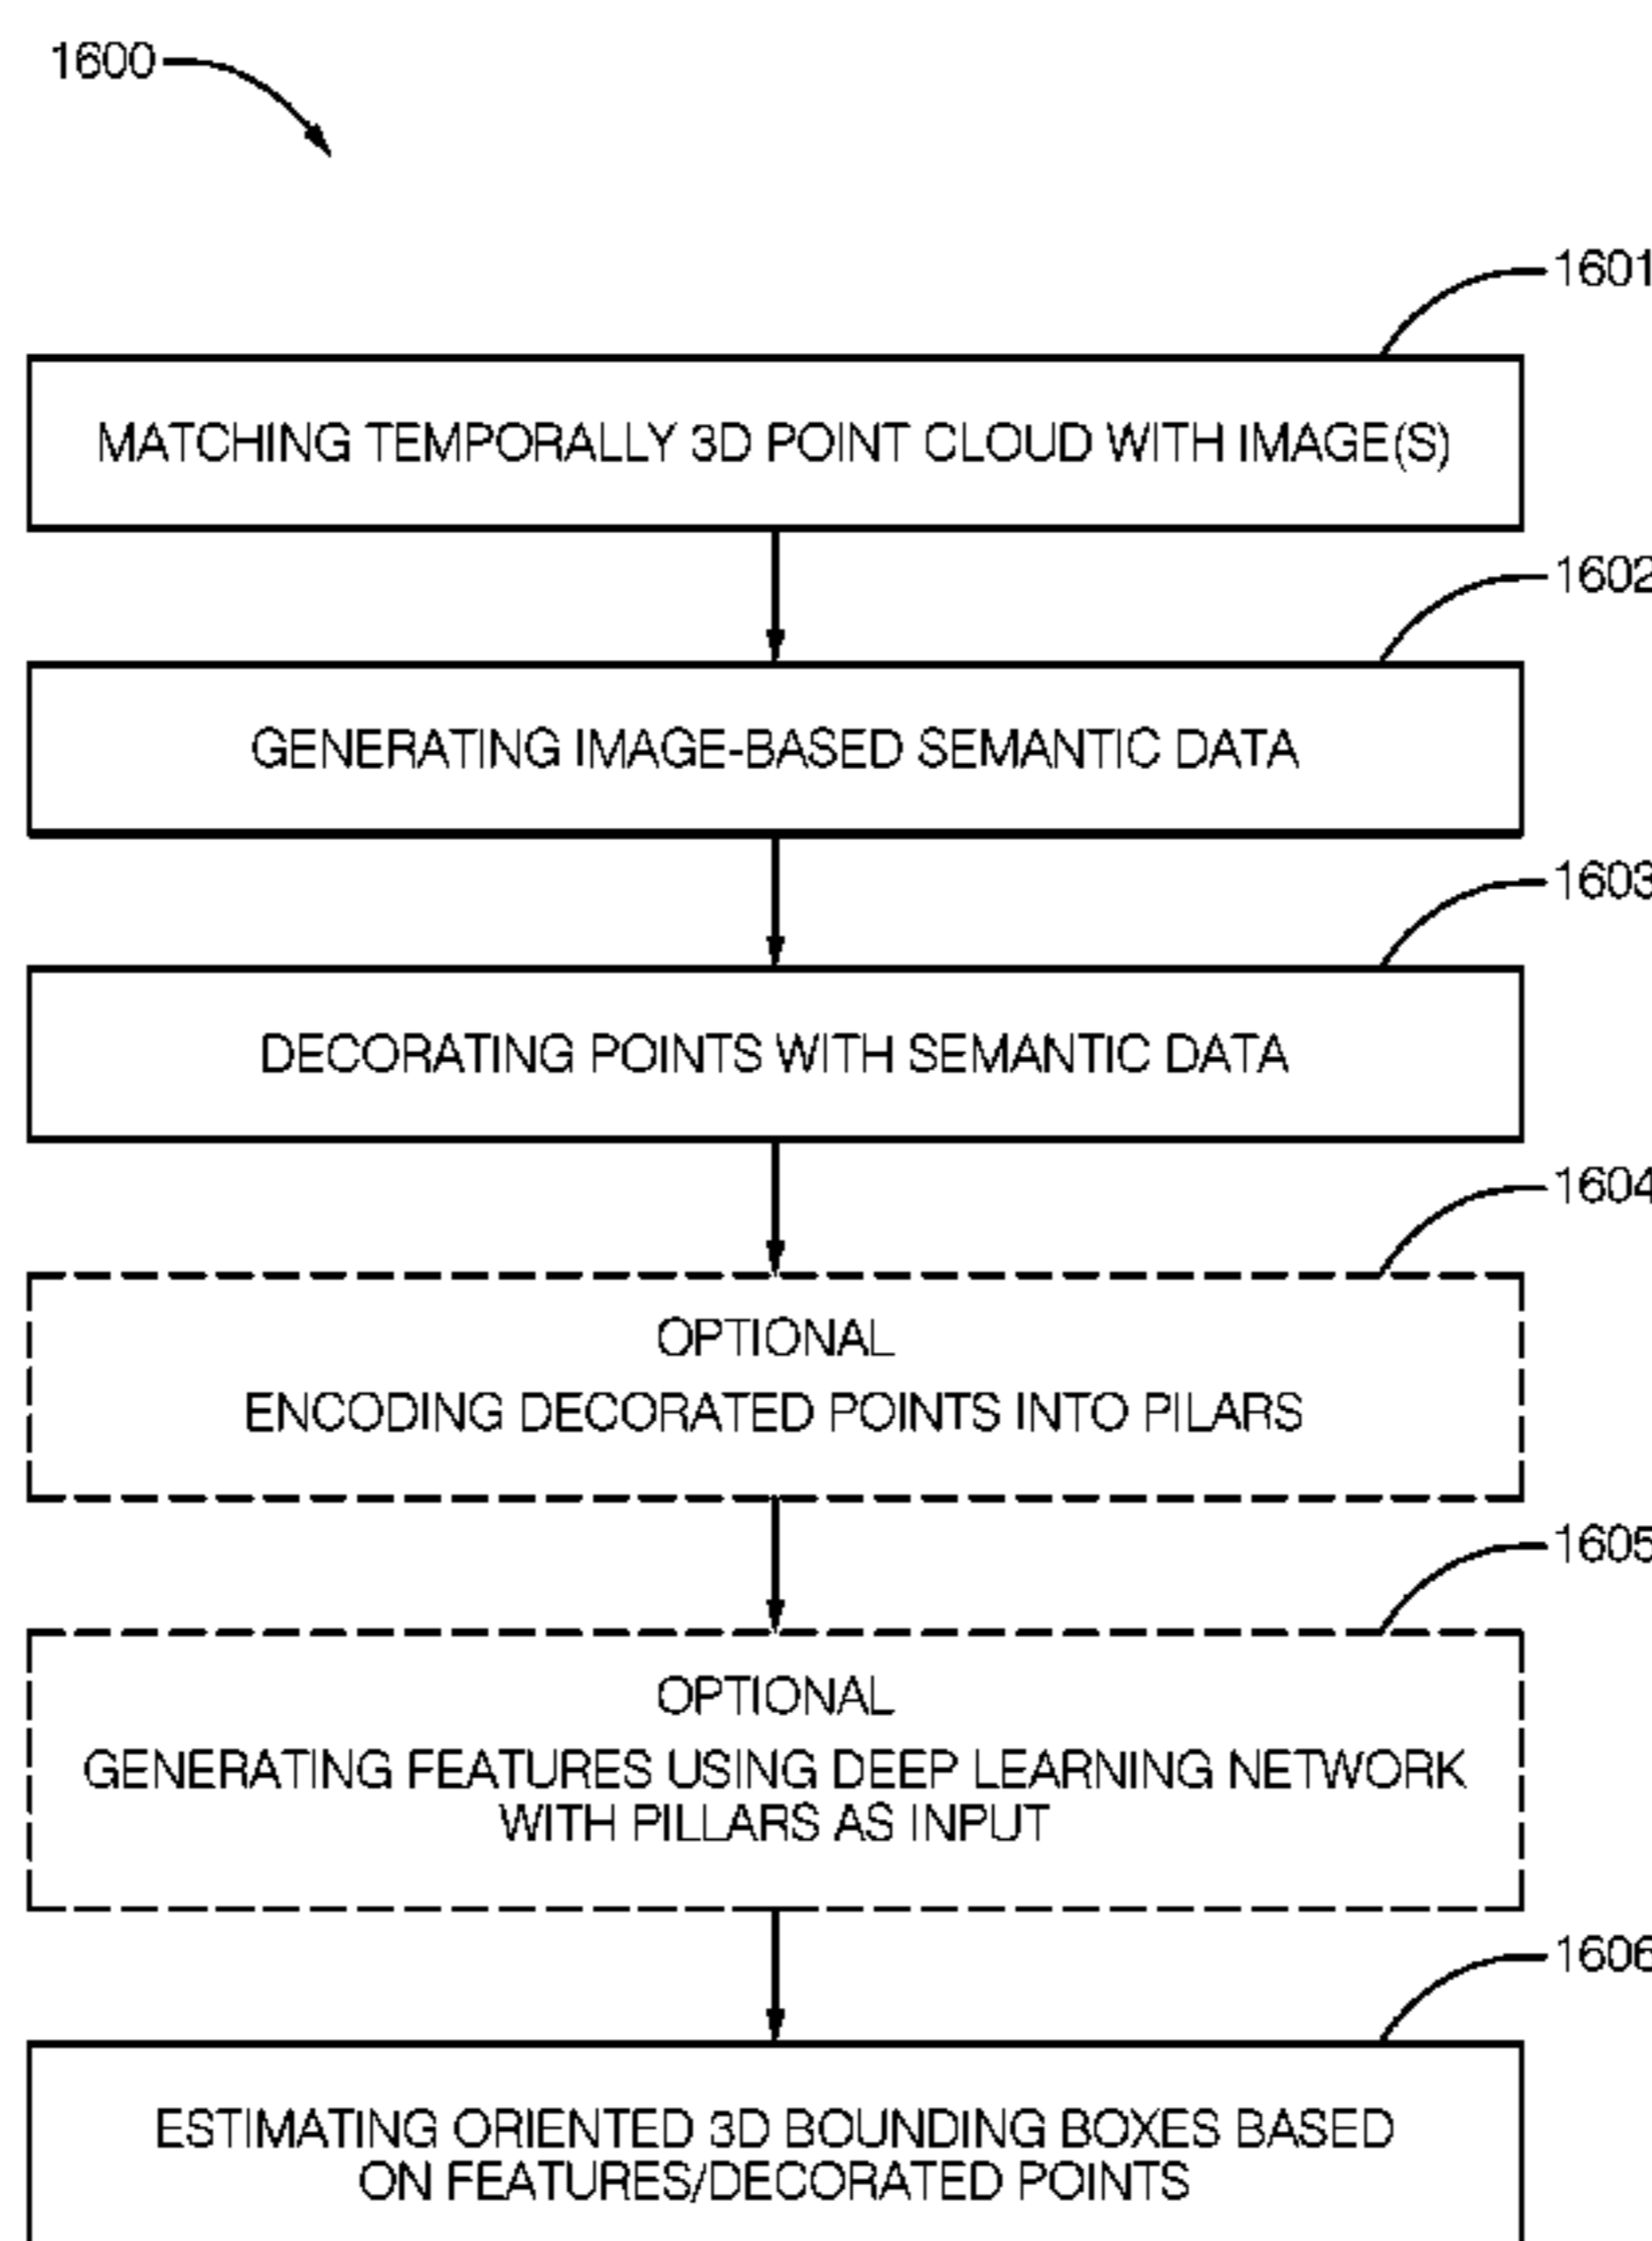 1600
1601
MATCHING TEMPORALLY 3D POINT CLOUD WITH IMAGE(S)
1602
GENERATING IMAGE-BASED SEMANTIC DATA
1603
DECORATING POINTS WITH SEMANTIC DATA
1604
OPTIONAL
ENCODING DECORATED POINTS INTO PILARS
1605
OPTIONAL
GENERATING FEATURES USING DEEP LEARNING NETWORK
WITH PILLARS AS INPUT
1606
ESTIMATING ORIENTED 3D BOUNDING BOXES BASED
ON FEATURES/DECORATED POINTS